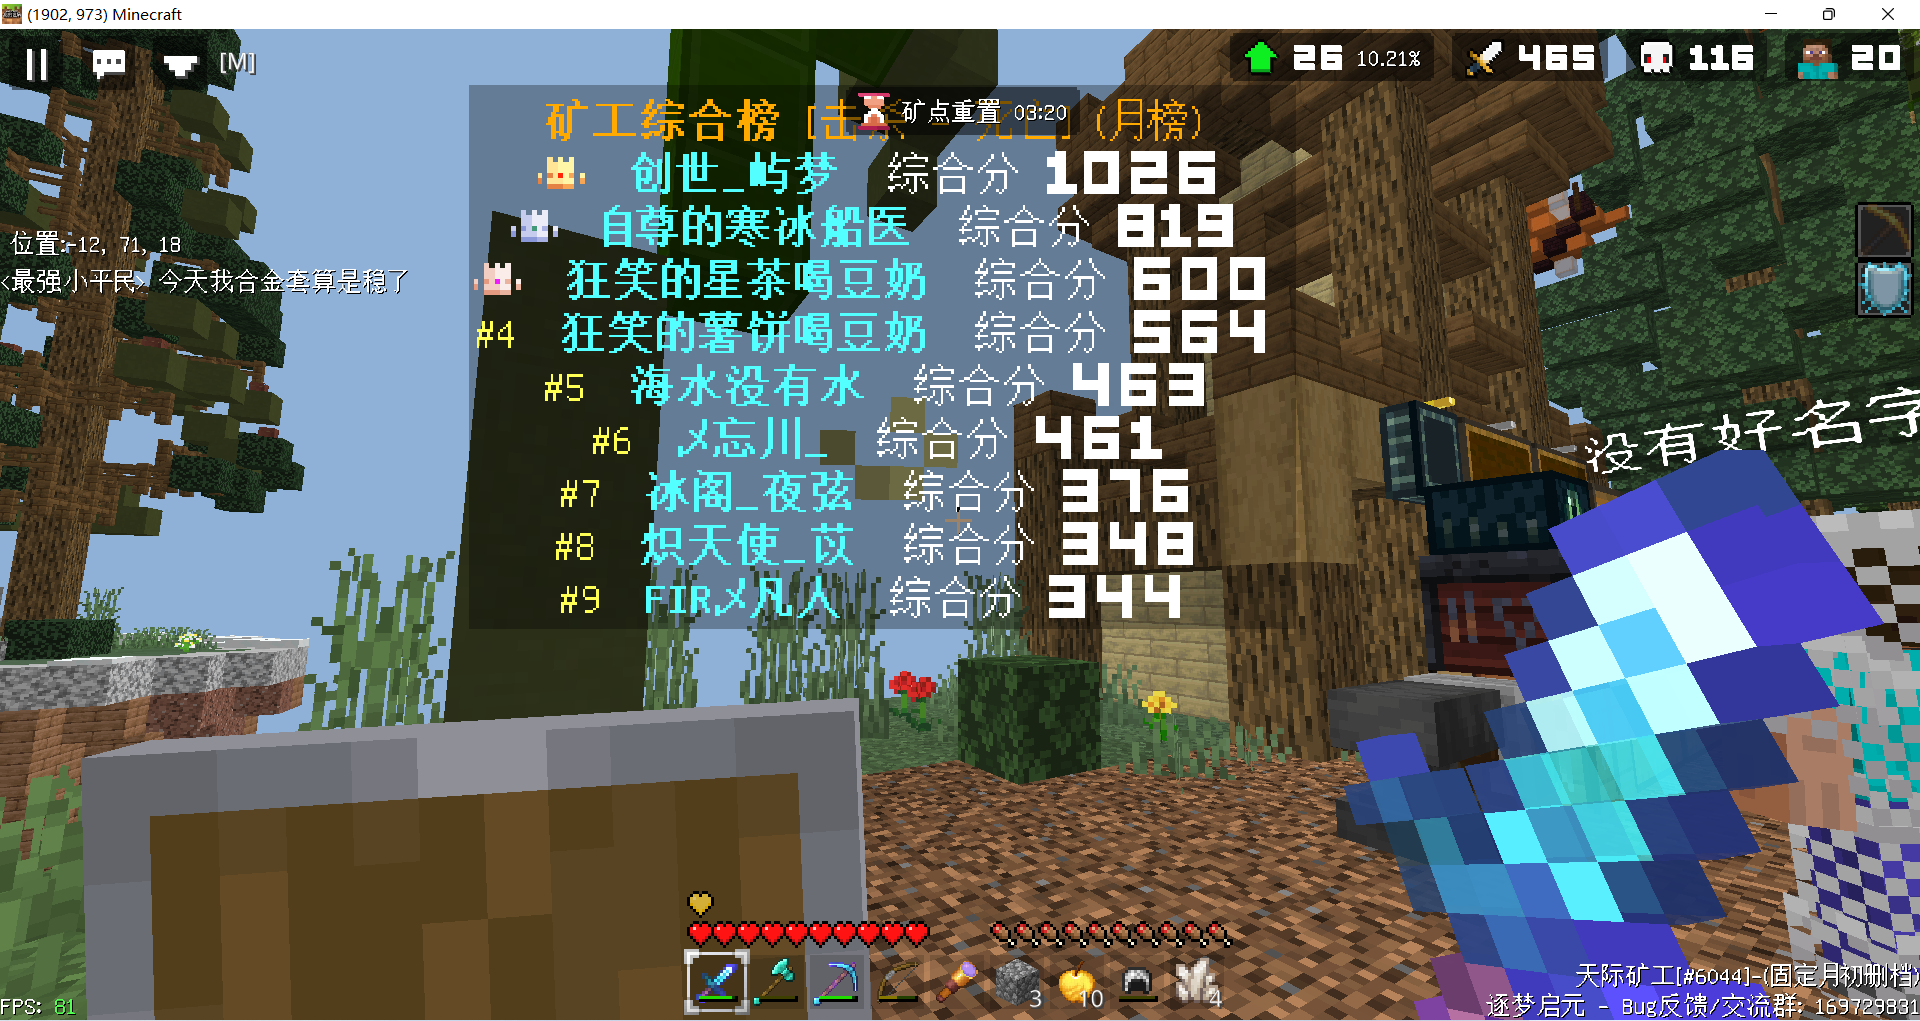 (1902, 973) Minecraft
[M]
26 10.21% 465 116 20
矿点重置 03:20
矿工综合榜 [击杀 - 死亡] (月榜)
创世_屿梦 综合分 1026
自尊的寒冰船医 综合分 819
狂笑的星茶喝豆奶 综合分 600
#4 狂笑的薯饼喝豆奶 综合分 564
#5 海水没有水 综合分 463
#6 乄忘川_ 综合分 461
#7 冰阁_夜弦 综合分 376
#8 炽天使_苡 综合分 348
#9 FIR乄凡人 综合分 344
位置:-12, 71, 18
<最强小平民> 今天我合金套算是稳了
没有好名字
3 10 4
天际矿工[#6044]-(固定月初删档)
逐梦启元 - Bug反馈/交流群: 169729831
FPS: 81